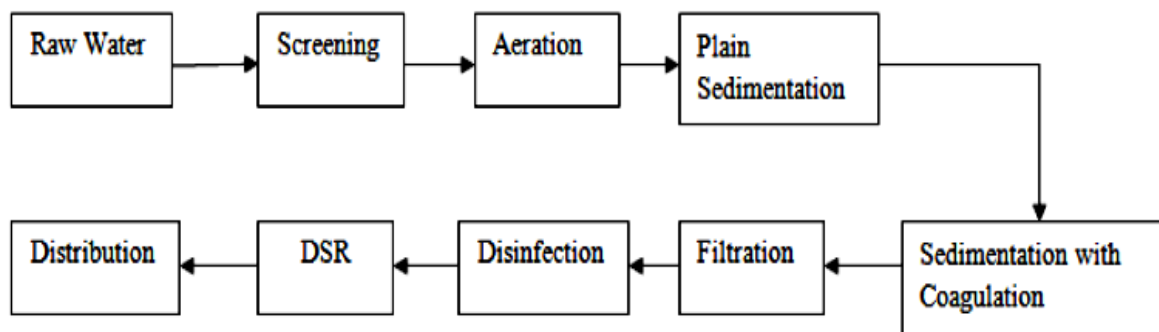 Raw Water
Screening
Aeration
Plain
Sedimentation
Sedimentation with
Coagulation
Filtration
Disinfection
DSR
Distribution